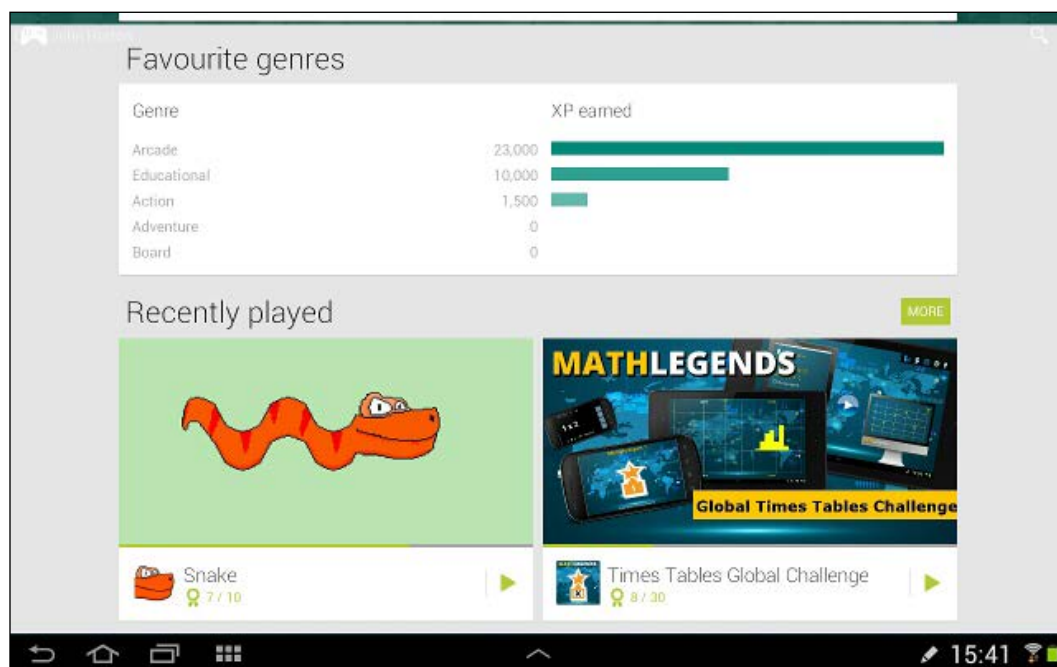 Favourite genres
Genre XP earned
Arcade 23,000
Educational 10,000
Action 1,500
Adventure 0
Board 0
Recently played MORE
MATHLEGENDS
1x2
Global Times Tables Challenge
Snake
7 / 10
Times Tables Global Challenge
8 / 30
15:41